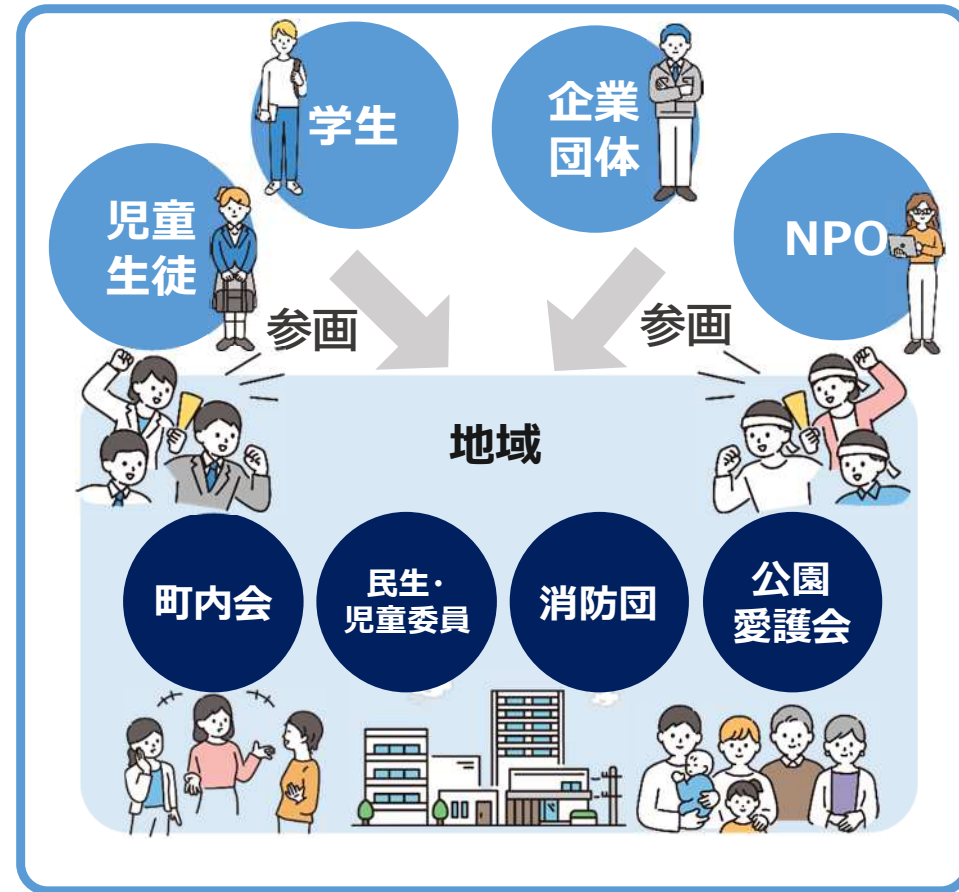 学生
企業
団体
児童
生徒
NPO
参画
参画
地域
町内会
民生・
児童委員
消防団
公園
愛護会